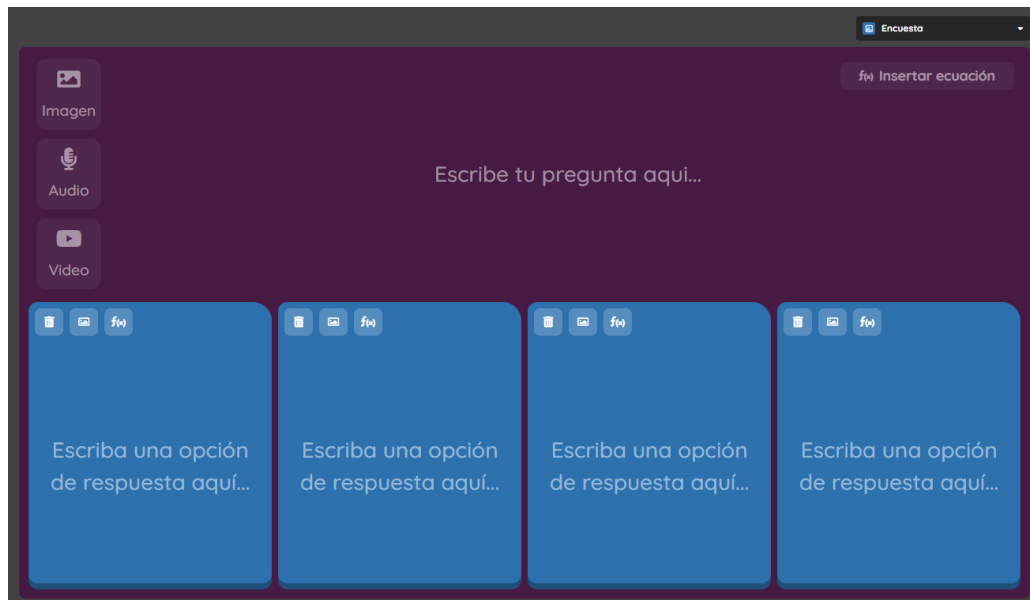 Encuesta
Imagen
f(x) Insertar ecuación
Audio
Escribe tu pregunta aqui...
Video
f(x)
f(x)
f(x)
f(x)
Escriba una opción
de respuesta aquí...
Escriba una opción
de respuesta aquí...
Escriba una opción
de respuesta aquí...
Escriba una opción
de respuesta aquí...